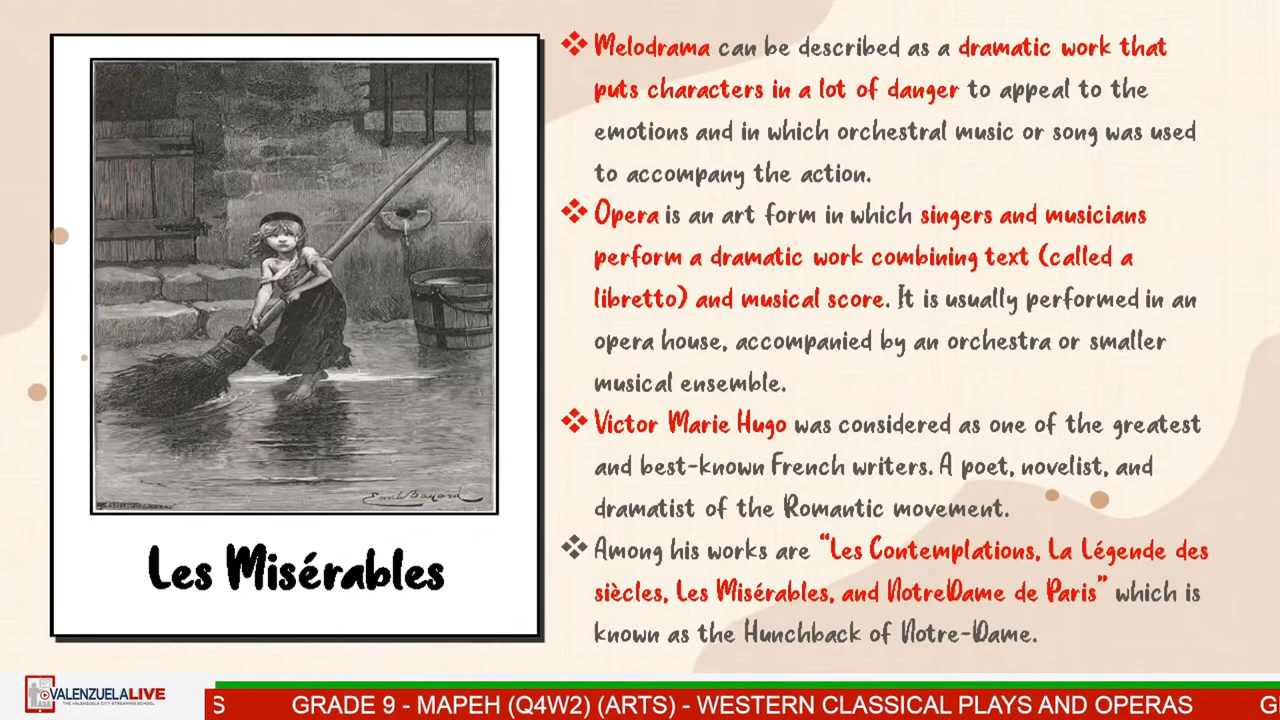 Les Misérables
❖ Melodrama can be described as a dramatic work that
puts characters in a lot of danger to appeal to the
emotions and in which orchestral music or song was used
to accompany the action.
❖ Opera is an art form in which singers and musicians
perform a dramatic work combining text (called a
libretto) and musical score. It is usually performed in an
opera house, accompanied by an orchestra or smaller
musical ensemble.
❖ Victor Marie Hugo was considered as one of the greatest
and best-known French writers. A poet, novelist, and
dramatist of the Romantic movement.
❖ Among his works are “Les Contemplations, La Légende des
siècles, Les Misérables, and NotreDame de Paris” which is
known as the Hunchback of Notre-Dame.
VALENZUELALIVE
THE VALENZUELA CITY STREAMING SCHOOL
S GRADE 9 - MAPEH (Q4W2) (ARTS) - WESTERN CLASSICAL PLAYS AND OPERAS G